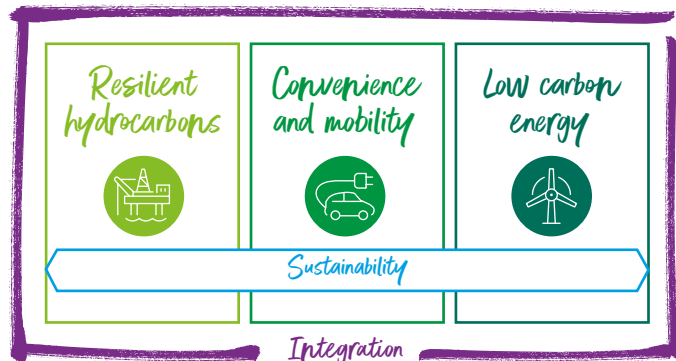 Resilient
hydrocarbons
Convenience
and mobility
Low carbon
energy
Sustainability
Integration